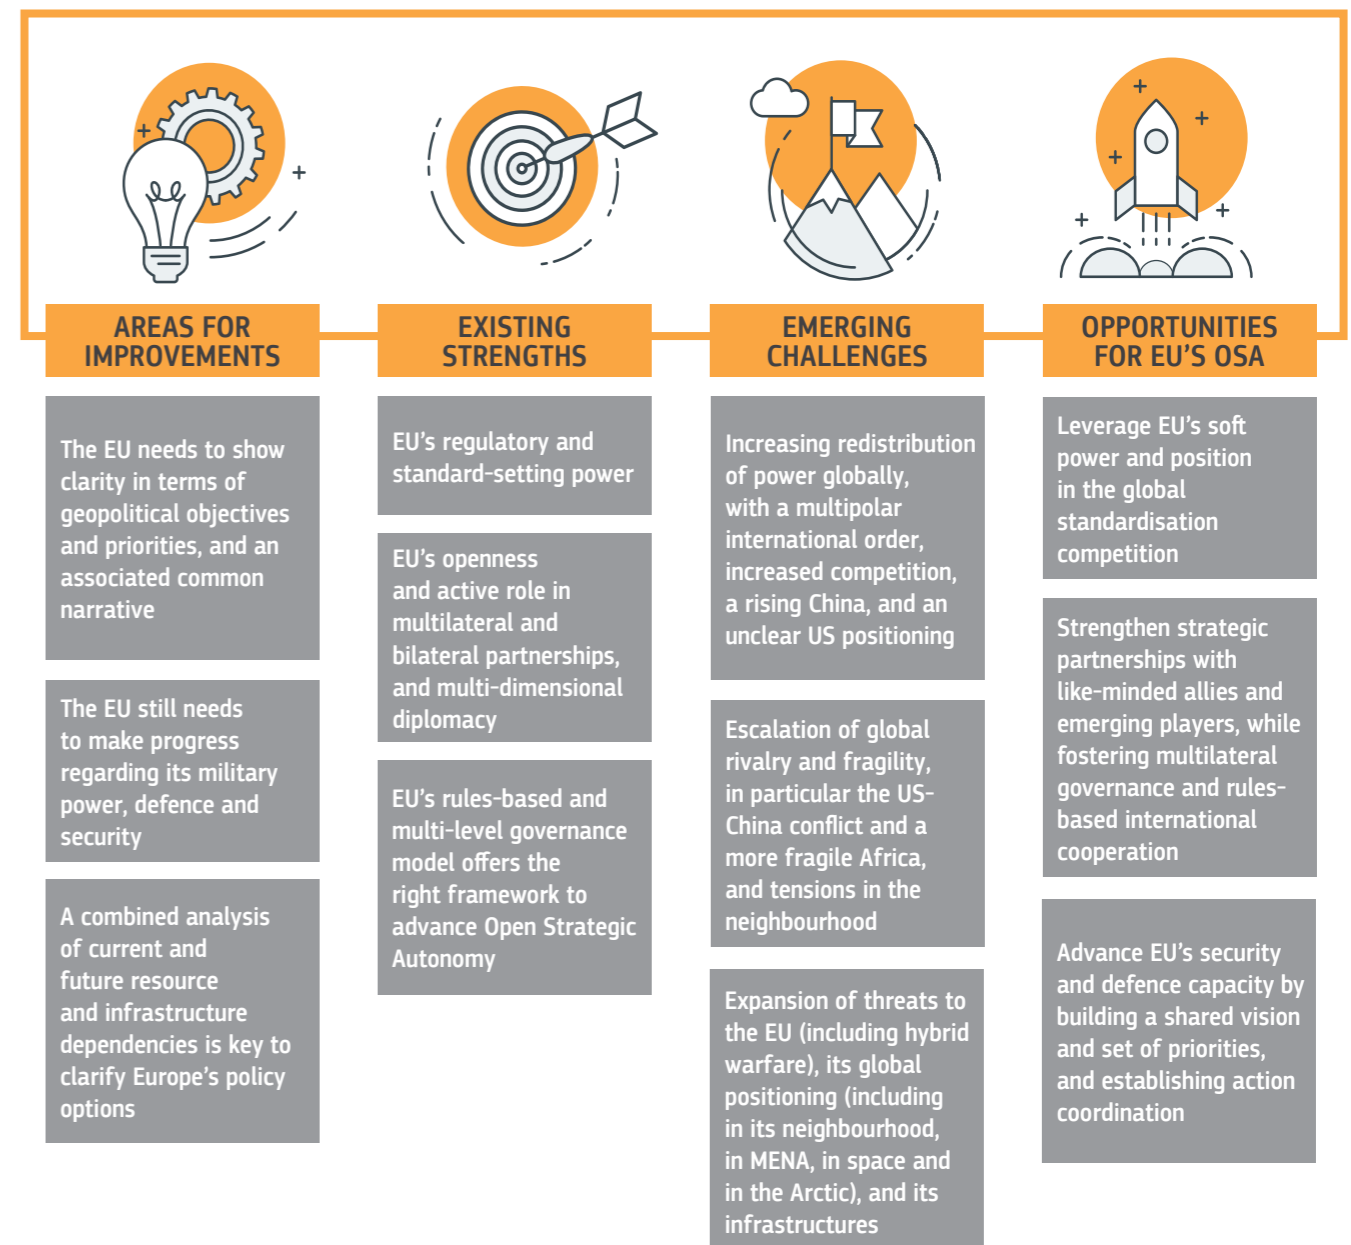 AREAS FOR
IMPROVEMENTS
The EU needs to show
clarity in terms of
geopolitical objectives
and priorities, and an
associated common
narrative
The EU still needs
to make progress
regarding its military
power, defence and
security
A combined analysis
of current and
future resource
and infrastructure
dependencies is key to
clarify Europe’s policy
options
EXISTING
STRENGTHS
EU’s regulatory and
standard-setting power
EU’s openness
and active role in
multilateral and
bilateral partnerships,
and multi-dimensional
diplomacy
EU’s rules-based and
multi-level governance
model offers the
right framework to
advance Open Strategic
Autonomy
EMERGING
CHALLENGES
Increasing redistribution
of power globally,
with a multipolar
international order,
increased competition,
a rising China, and an
unclear US positioning
Escalation of global
rivalry and fragility,
in particular the US-
China conflict and a
more fragile Africa,
and tensions in the
neighbourhood
Expansion of threats to
the EU (including hybrid
warfare), its global
positioning (including
in its neighbourhood,
in MENA, in space and
in the Arctic), and its
infrastructures
OPPORTUNITIES
FOR EU’S OSA
Leverage EU’s soft
power and position
in the global
standardisation
competition
Strengthen strategic
partnerships with
like-minded allies and
emerging players, while
fostering multilateral
governance and rules-
based international
cooperation
Advance EU’s security
and defence capacity by
building a shared vision
and set of priorities,
and establishing action
coordination